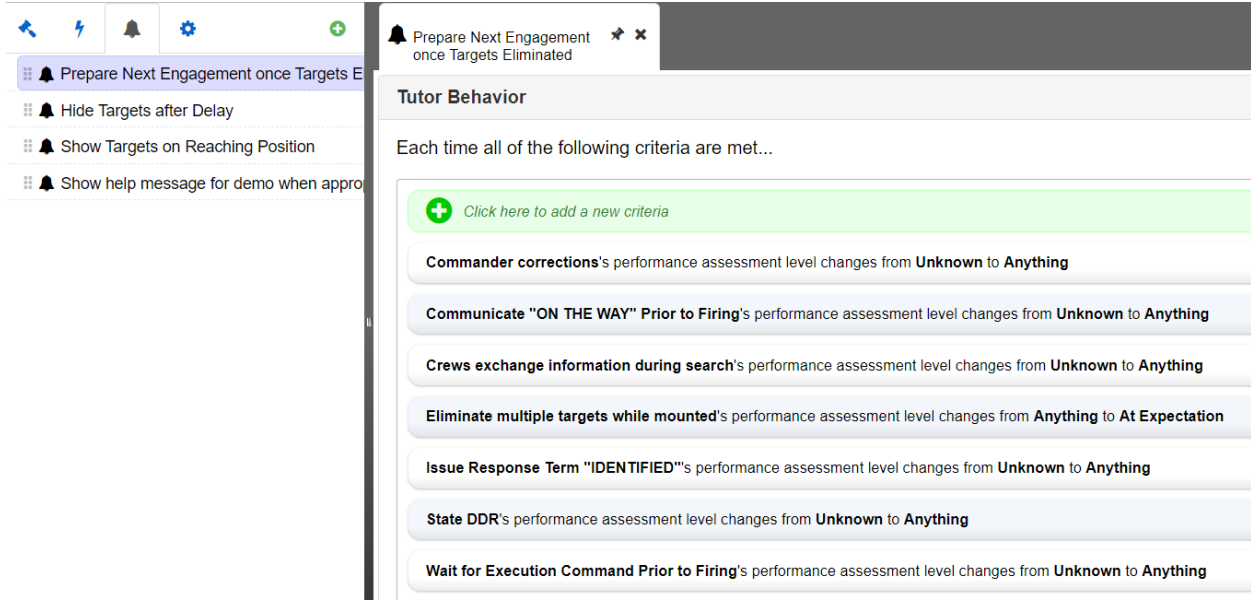 Prepare Next Engagement once Targets E
Hide Targets after Delay
Show Targets on Reaching Position
Show help message for demo when appro
Prepare Next Engagement
once Targets Eliminated
Tutor Behavior
Each time all of the following criteria are met...
Click here to add a new criteria
Commander corrections's performance assessment level changes from Unknown to Anything
Communicate "ON THE WAY" Prior to Firing's performance assessment level changes from Unknown to Anything
Crews exchange information during search's performance assessment level changes from Unknown to Anything
Eliminate multiple targets while mounted's performance assessment level changes from Anything to At Expectation
Issue Response Term "IDENTIFIED"'s performance assessment level changes from Unknown to Anything
State DDR's performance assessment level changes from Unknown to Anything
Wait for Execution Command Prior to Firing's performance assessment level changes from Unknown to Anything